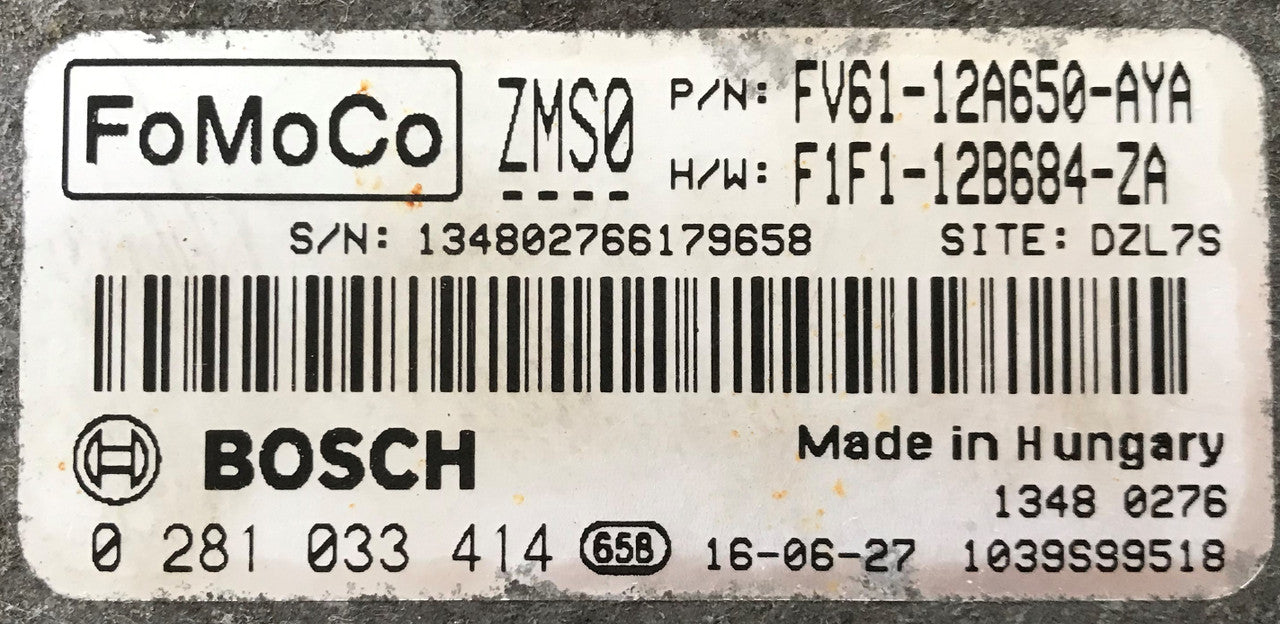 FoMoCo
ZMS0
P/N: FV61-12A650-AYA
H/W: F1F1-12B684-ZA
S/N: 134802766179658 SITE: DZL7S
BOSCH
Made in Hungary
1348 0276
0 281 033 414 65B 16-06-27 1039S99518